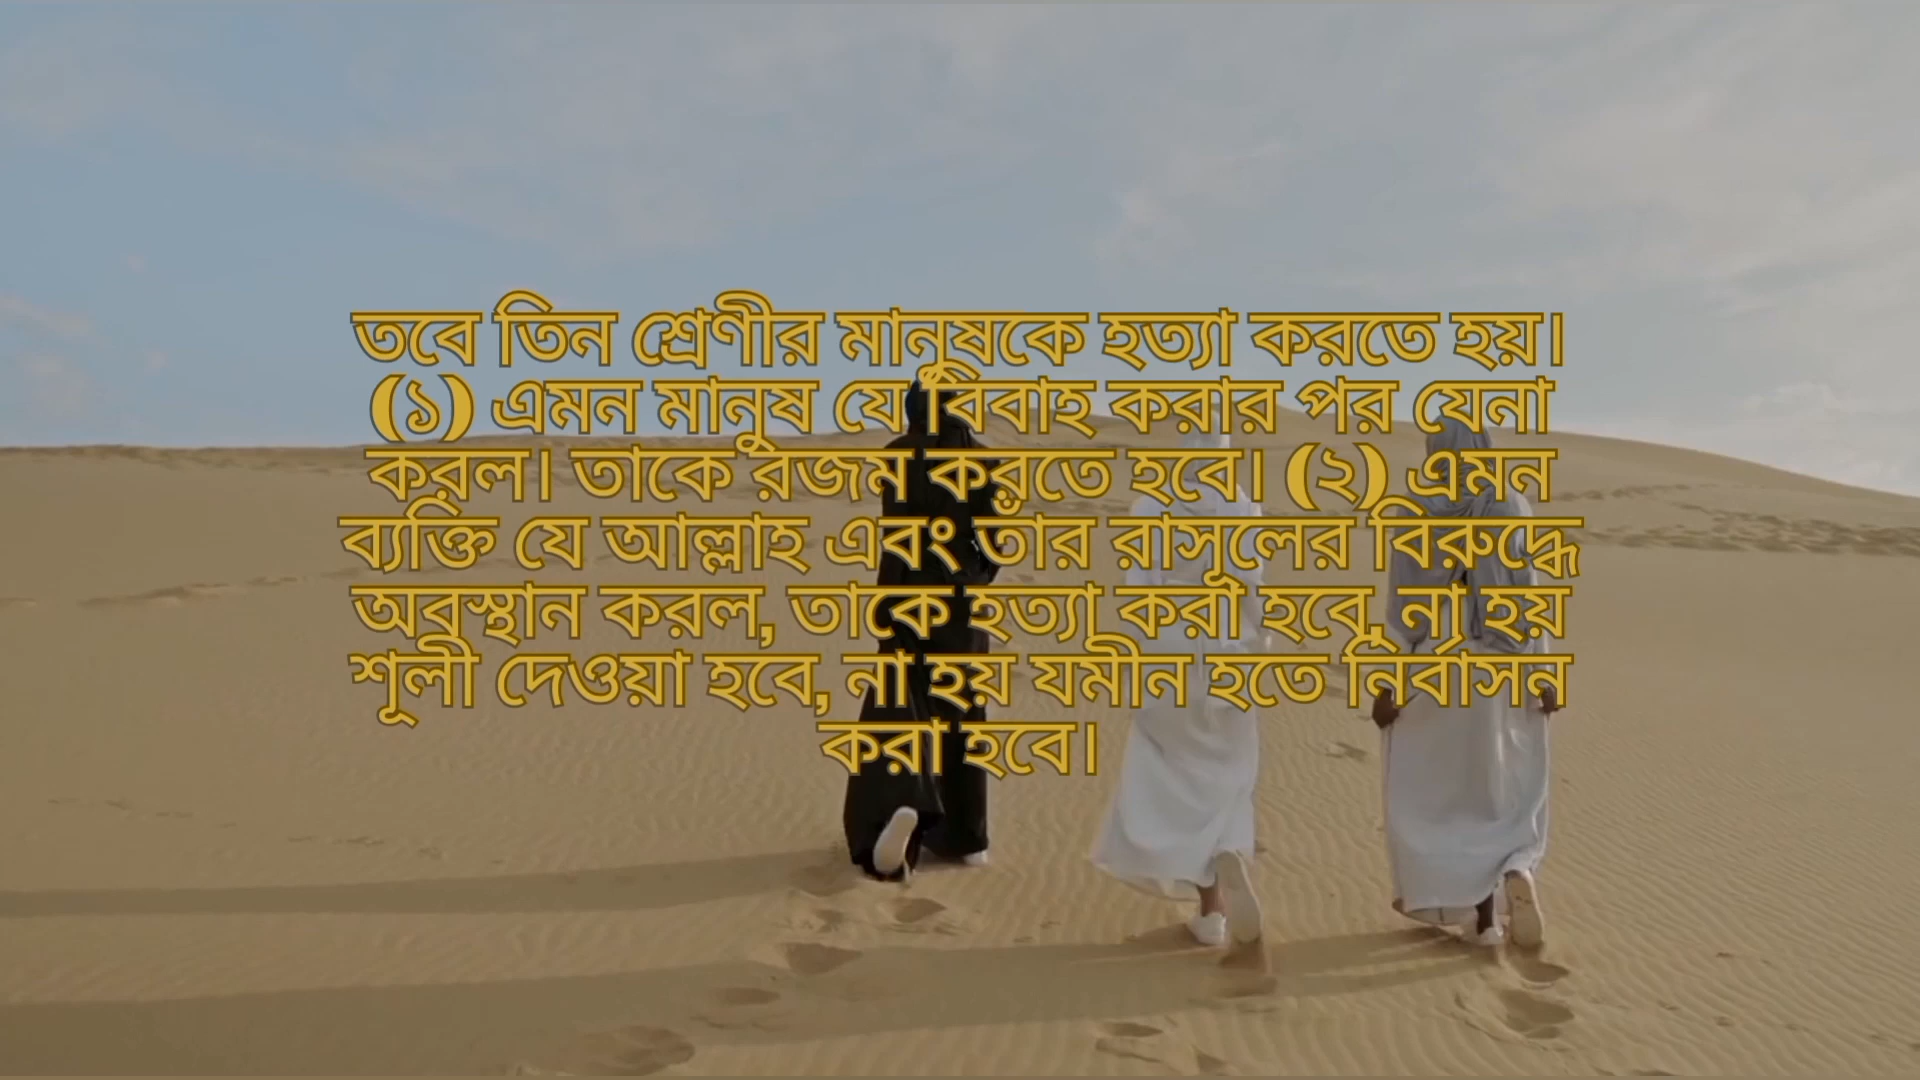 তবে তিন শ্রেণীর মানুষকে হত্যা করতে হয়।
(১) এমন মানুষ যে বিবাহ করার পর যেনা
করল। তাকে রজম করতে হবে। (২) এমন
ব্যক্তি যে আল্লাহ এবং তাঁর রাসূলের বিরুদ্ধে
অবস্থান করল, তাকে হত্যা করা হবে, না হয়
শূলী দেওয়া হবে, না হয় যমীন হতে নির্বাসন
করা হবে।